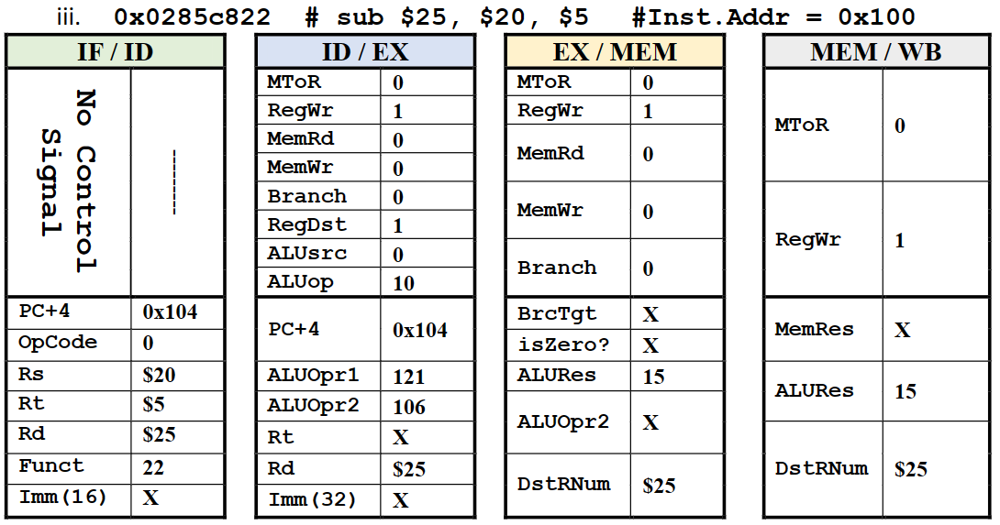 iii. 0x0285c822 # sub $25, $20, $5 #Inst.Addr = 0x100
IF / ID
No Control
Signal
----------
PC+4 0x104
OpCode 0
Rs $20
Rt $5
Rd $25
Funct 22
Imm(16) X
ID / EX
MToR 0
RegWr 1
MemRd 0
MemWr 0
Branch 0
RegDst 1
ALUsrc 0
ALUop 10
PC+4 0x104
ALUOpr1 121
ALUOpr2 106
Rt X
Rd $25
Imm(32) X
EX / MEM
MToR 0
RegWr 1
MemRd 0
MemWr 0
Branch 0
BrcTgt X
isZero? X
ALURes 15
ALUOpr2 X
DstRNum $25
MEM / WB
MToR 0
RegWr 1
MemRes X
ALURes 15
DstRNum $25